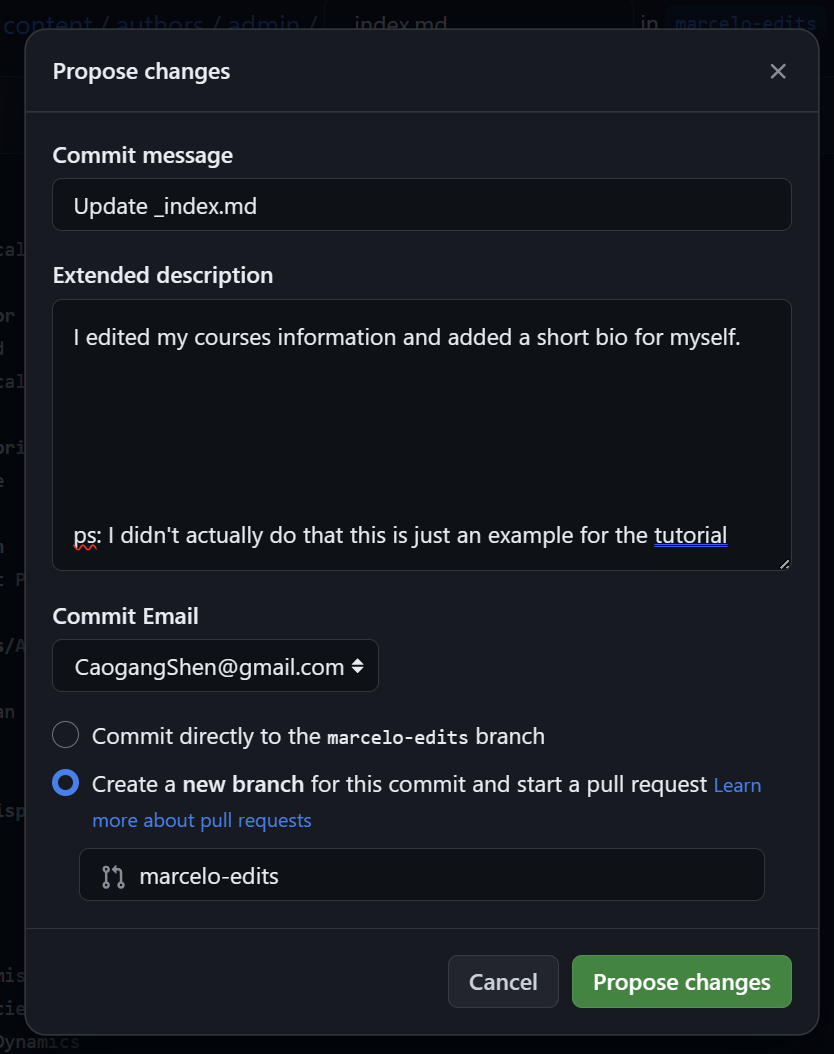 content / authors / admin / _index.md in marcelo-edits
Propose changes
Commit message
Update _index.md
Extended description
I edited my courses information and added a short bio for myself.
ps: I didn't actually do that this is just an example for the tutorial
Commit Email
CaogangShen@gmail.com
Commit directly to the marcelo-edits branch
Create a new branch for this commit and start a pull request Learn
more about pull requests
marcelo-edits
Cancel Propose changes
Dynamics